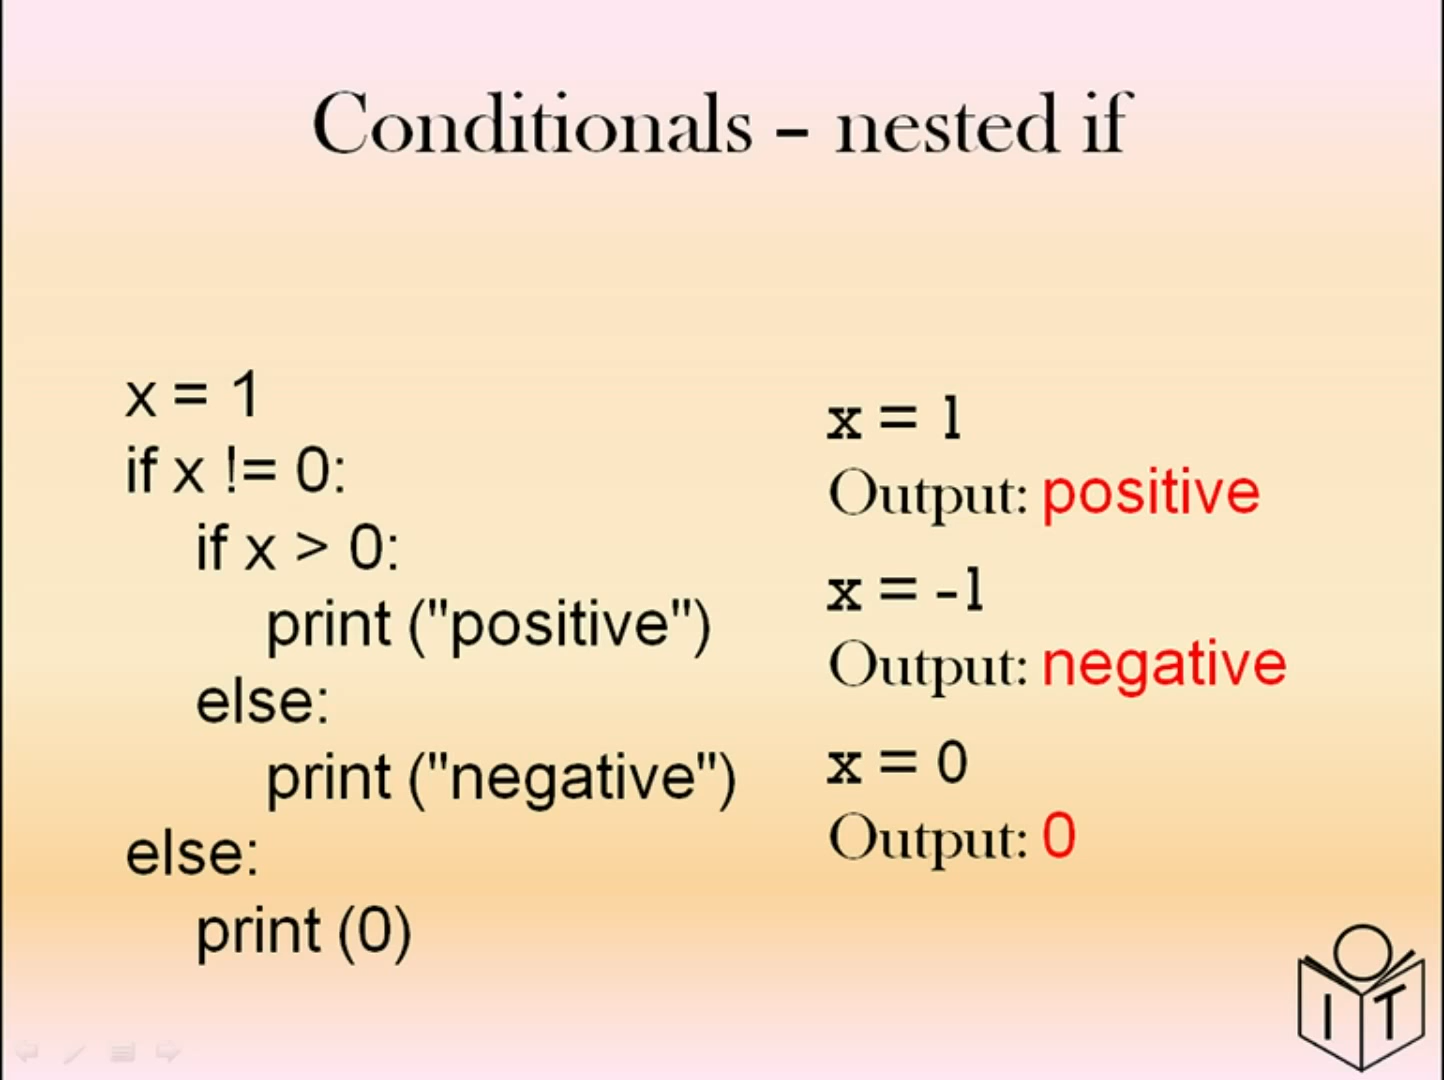 Conditionals – nested if
x = 1
if x != 0:
    if x > 0:
        print ("positive")
    else:
        print ("negative")
else:
    print (0)
x = 1
Output: positive
x = -1
Output: negative
x = 0
Output: 0
I T